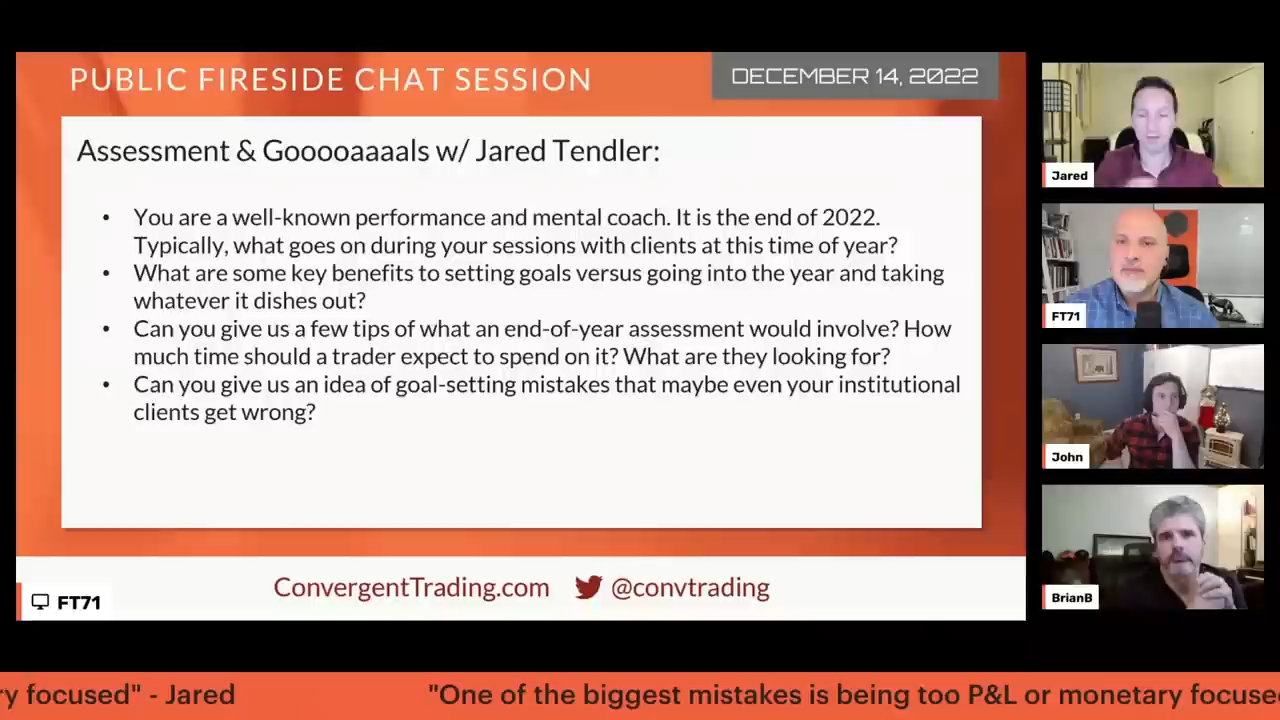 PUBLIC FIRESIDE CHAT SESSION
DECEMBER 14, 2022
Assessment & Gooooaaaals w/ Jared Tendler:
• You are a well-known performance and mental coach. It is the end of 2022.
Typically, what goes on during your sessions with clients at this time of year?
• What are some key benefits to setting goals versus going into the year and taking
whatever it dishes out?
• Can you give us a few tips of what an end-of-year assessment would involve? How
much time should a trader expect to spend on it? What are they looking for?
• Can you give us an idea of goal-setting mistakes that maybe even your institutional
clients get wrong?
ConvergentTrading.com @convtrading
FT71
Jared
FT71
John
BrianB
ry focused" - Jared "One of the biggest mistakes is being too P&L or monetary focuse